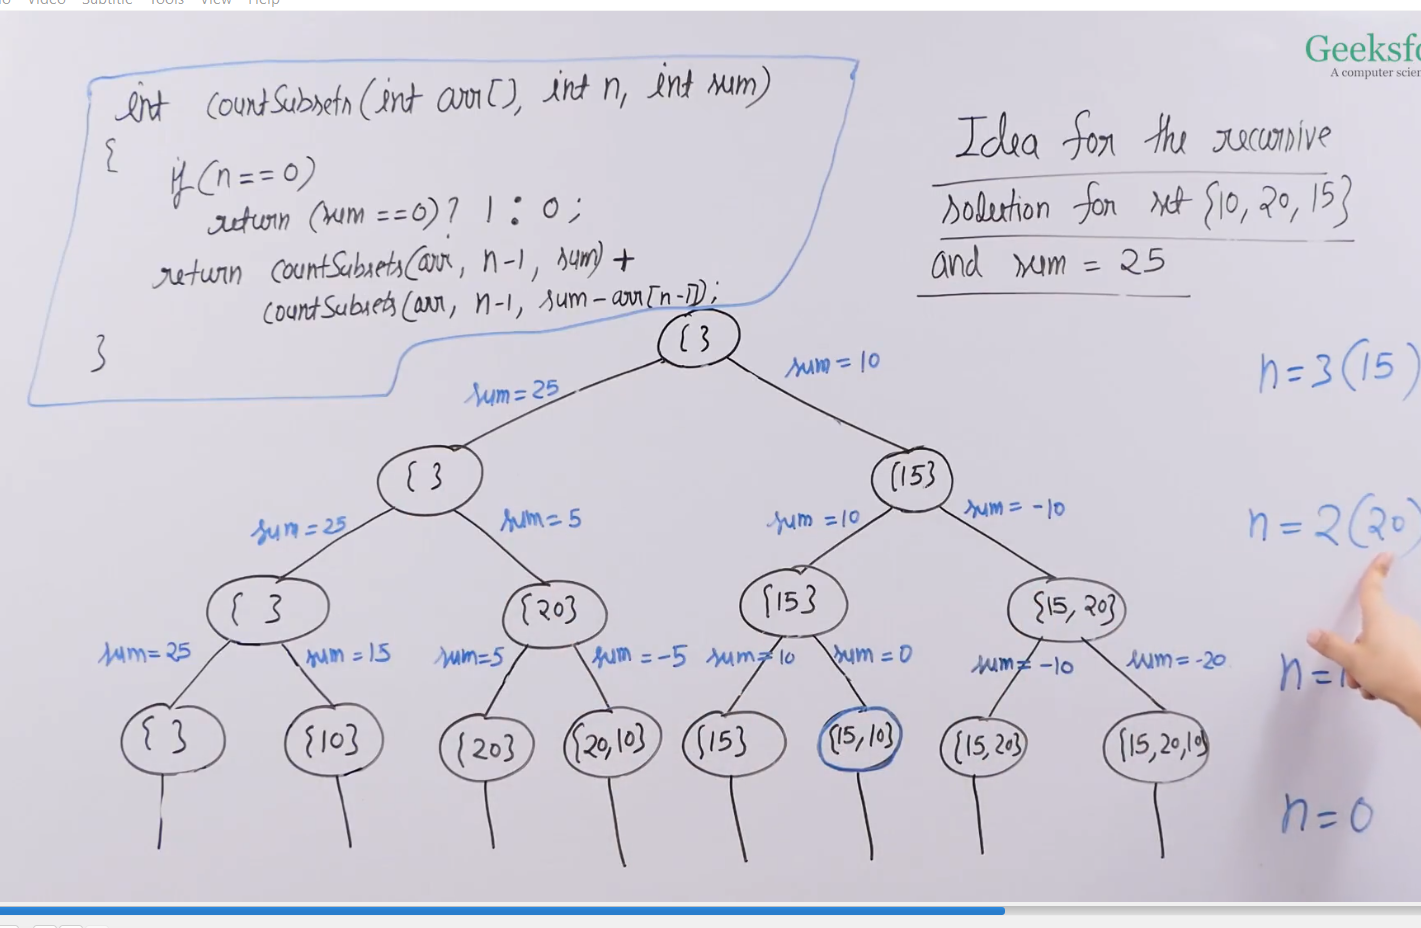 Video Subtitle Tools View Help
Geeksfo
A computer scien
int countSubsets(int arr[], int n, int sum)
{
if(n==0)
return (sum==0)? 1 : 0;
return countSubsets(arr, n-1, sum) +
countSubsets(arr, n-1, sum-arr[n-1]);
}
Idea for the recursive
solution for set {10, 20, 15}
and sum = 25
{ }
sum=25 sum=10
n=3(15)
{ } {15}
sum=25 sum=5 sum=10 sum=-10
n=2(20)
{ } {20} {15} {15,20}
sum=25 sum=15 sum=5 sum=-5 sum=10 sum=0 sum=-10 sum=-20
n=1
{ } {10} {20} {20,10} {15} {15,10} {15,20} {15,20,10}
n=0